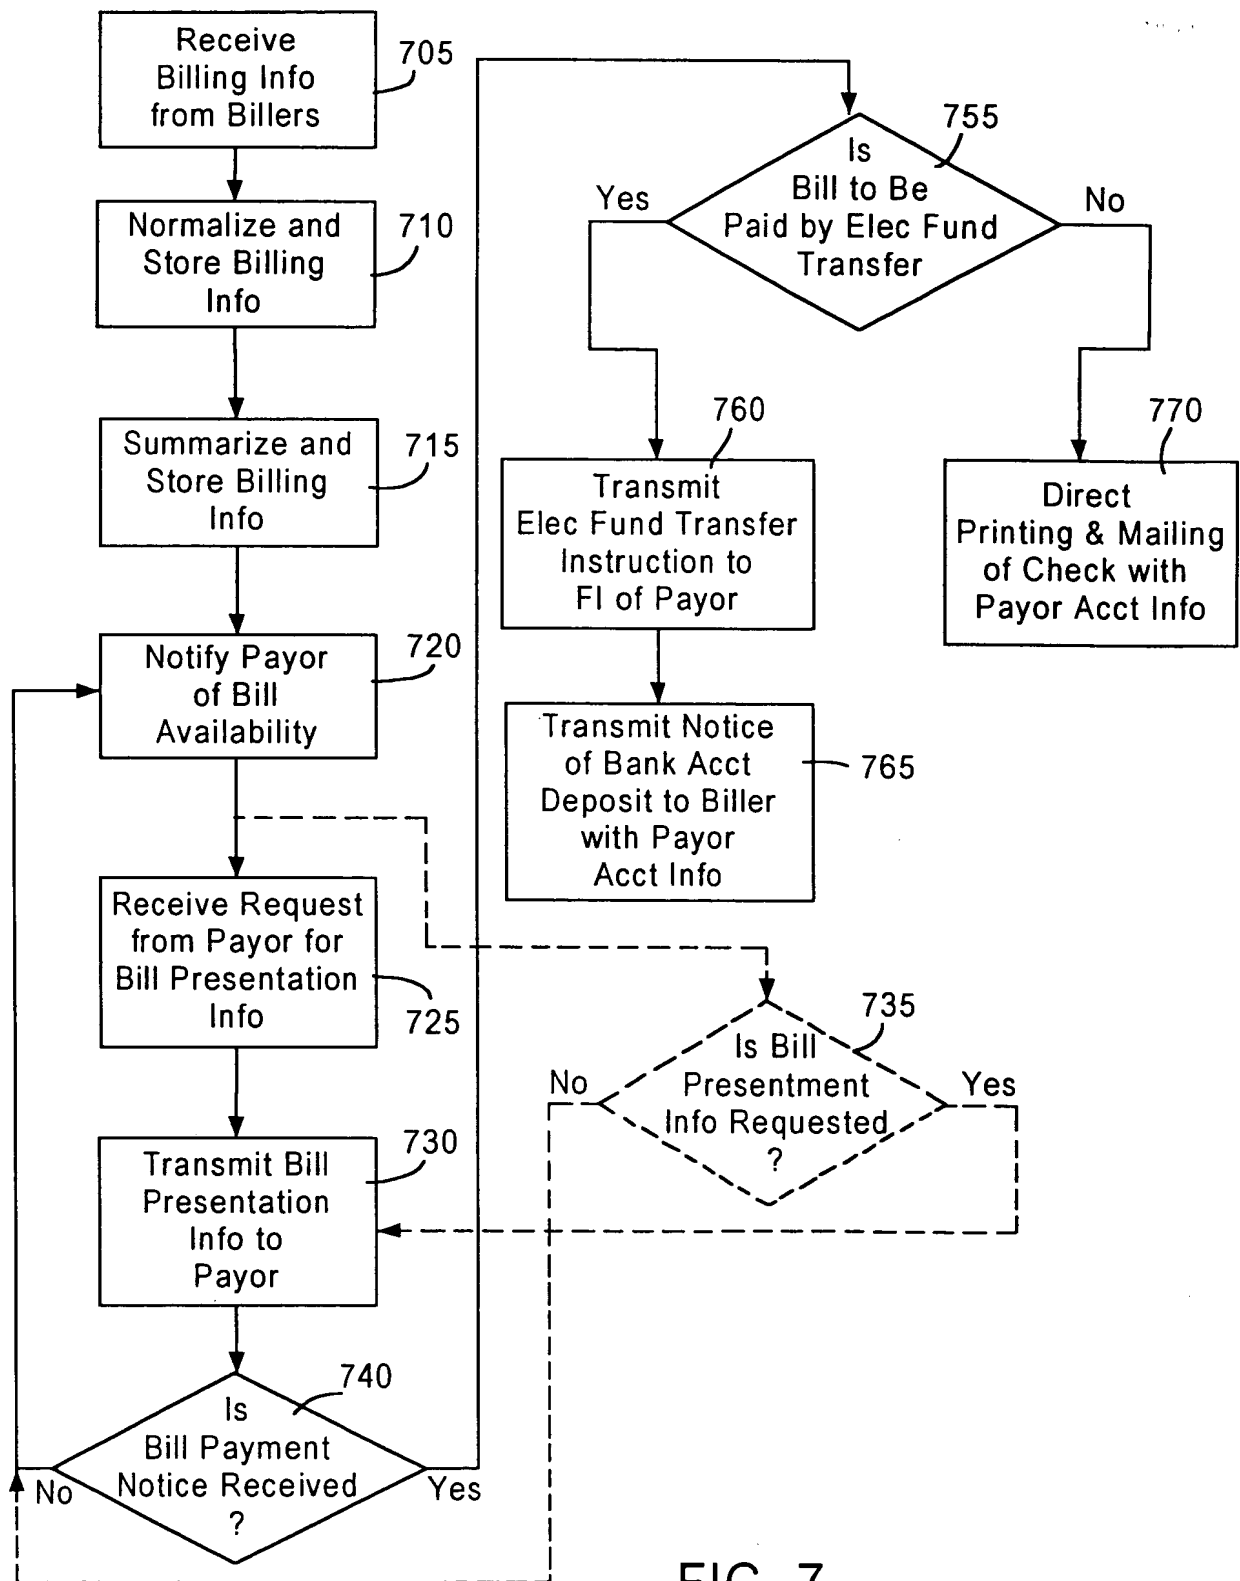 Receive
Billing Info
from Billers
705
Normalize and
Store Billing
Info
710
Summarize and
Store Billing
Info
715
Notify Payor
of Bill
Availability
720
Receive Request
from Payor for
Bill Presentation
Info
725
Transmit Bill
Presentation
Info to
Payor
730
Is
Bill Payment
Notice Received
?
740
No
Yes
Is
Bill to Be
Paid by Elec Fund
Transfer
755
Yes
No
Transmit
Elec Fund Transfer
Instruction to
FI of Payor
760
Direct
Printing & Mailing
of Check with
Payor Acct Info
770
Transmit Notice
of Bank Acct
Deposit to Biller
with Payor
Acct Info
765
Is Bill
Presentment
Info Requested
?
735
No
Yes
FIG. 7